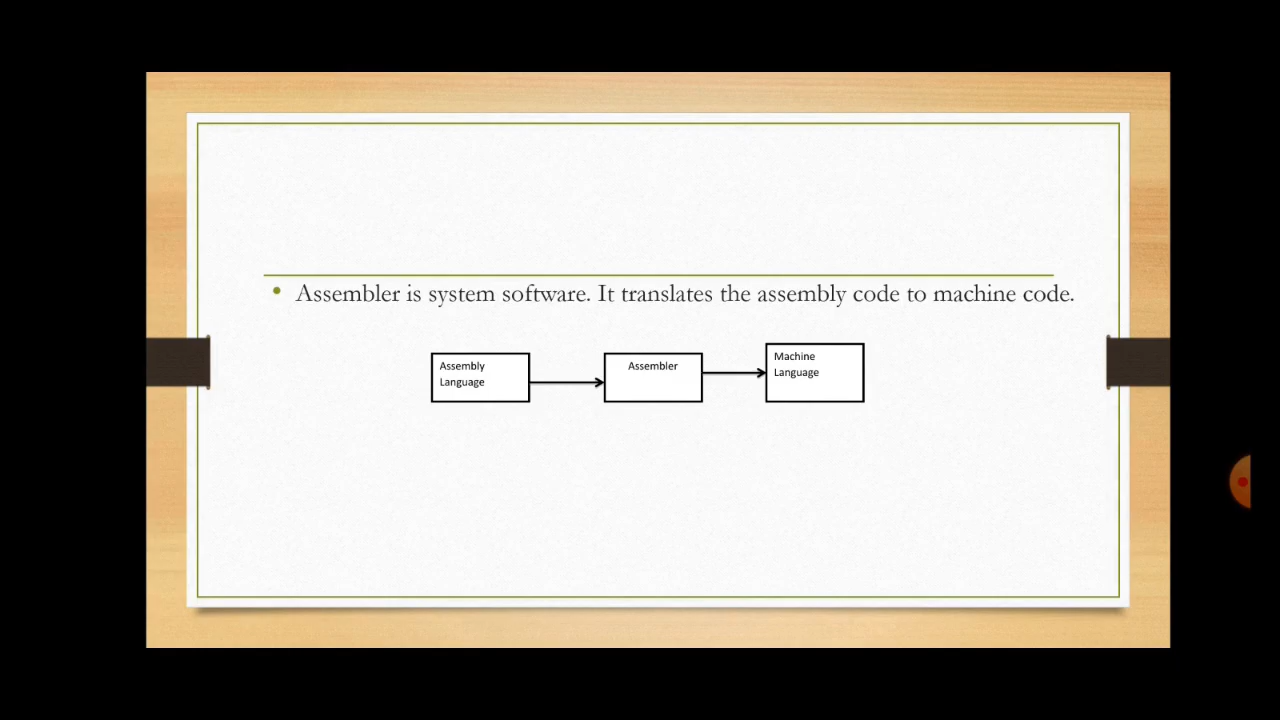 Assembler is system software. It translates the assembly code to machine code.
Assembly
Language
Assembler
Machine
Language